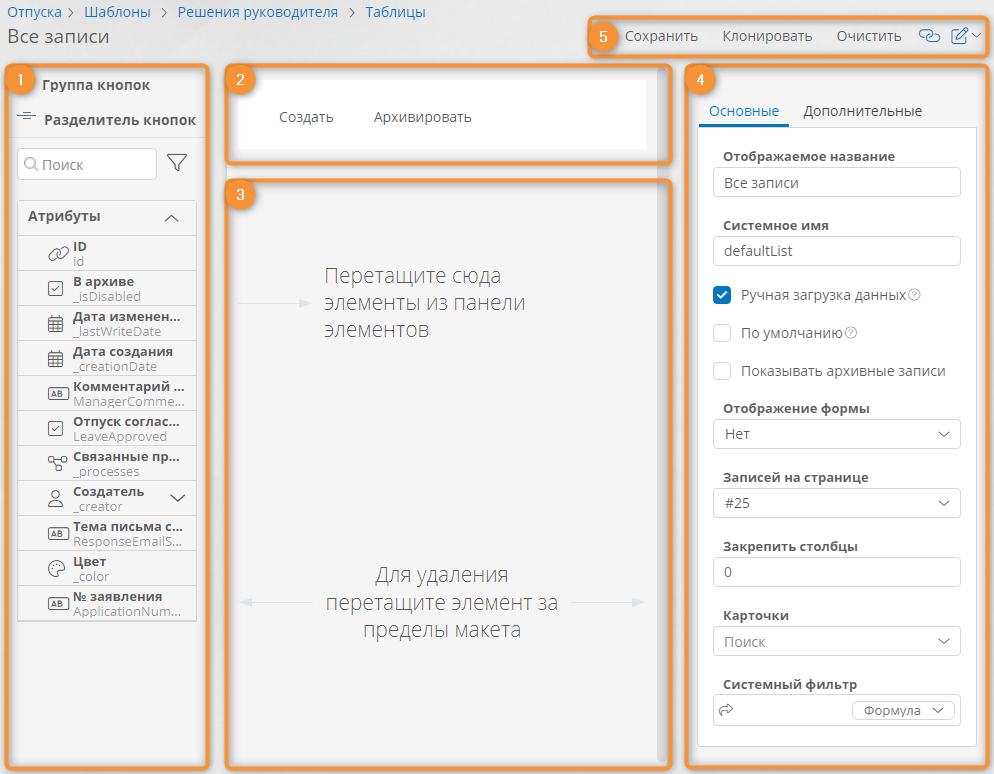 Отпуска > Шаблоны > Решения руководителя > Таблицы
Все записи
5 Сохранить Клонировать Очистить
1 Группа кнопок
Разделитель кнопок
Поиск
Атрибуты
ID
id
В архиве
_isDisabled
Дата изменен...
_lastWriteDate
Дата создания
_creationDate
AB Комментарий ...
ManagerComme...
Отпуск соглас...
LeaveApproved
Связанные пр...
_processes
Создатель
_creator
AB Тема письма с...
ResponseEmailS...
Цвет
_color
AB № заявления
ApplicationNum...
2
Создать Архивировать
3
Перетащите сюда
элементы из панели
элементов
Для удаления
перетащите элемент за
пределы макета
4
Основные Дополнительные
Отображаемое название
Все записи
Системное имя
defaultList
Ручная загрузка данных ?
По умолчанию ?
Показывать архивные записи
Отображение формы
Нет
Записей на странице
#25
Закрепить столбцы
0
Карточки
Поиск
Системный фильтр
Формула